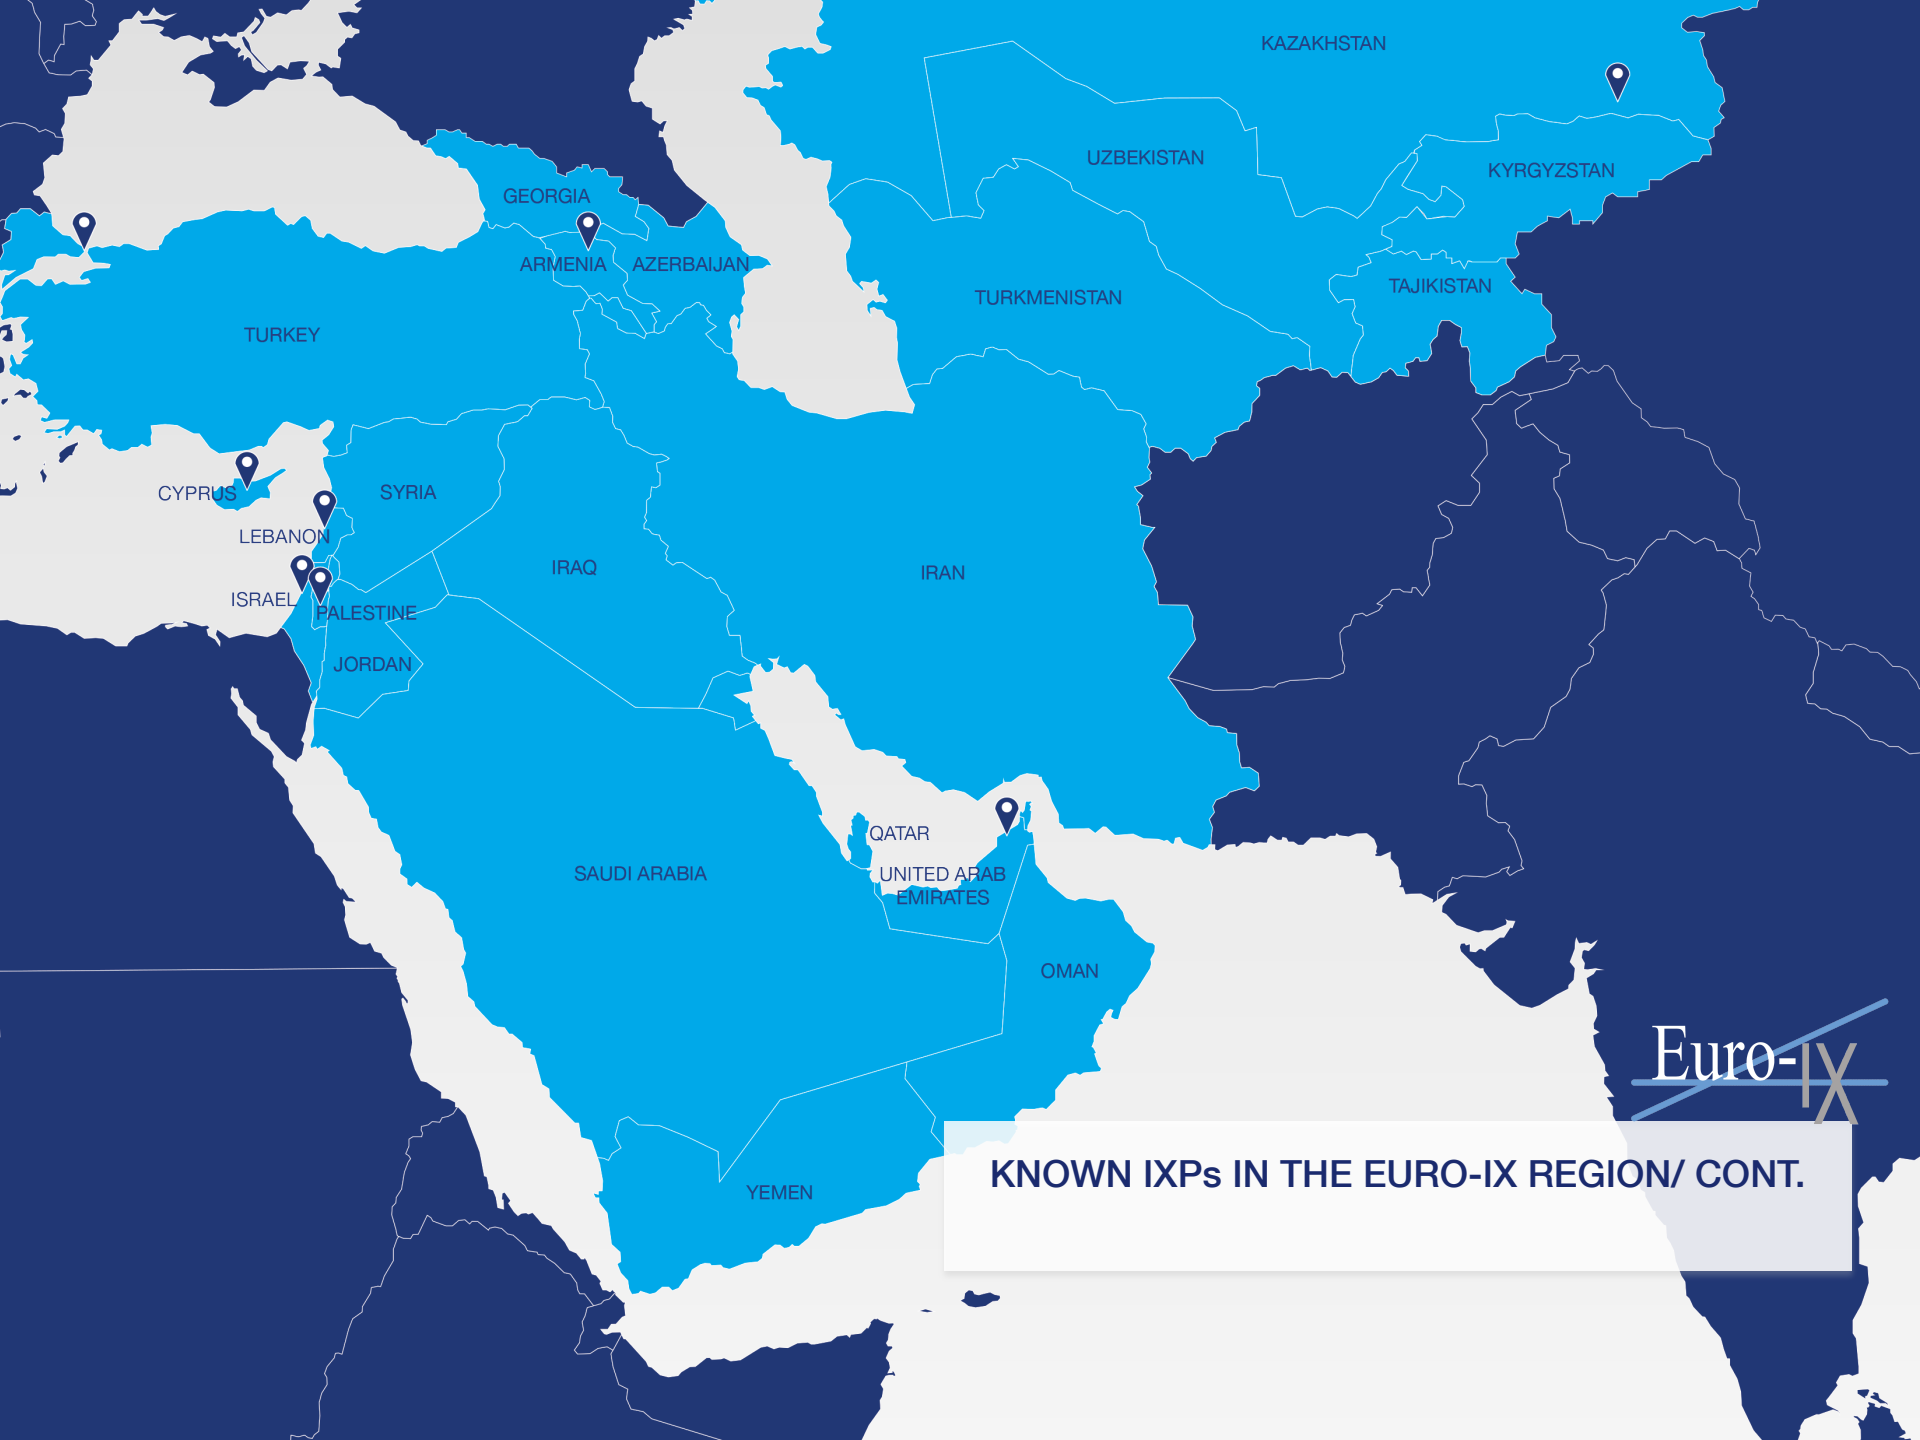 KAZAKHSTAN
UZBEKISTAN
KYRGYZSTAN
GEORGIA
ARMENIA
AZERBAIJAN
TAJIKISTAN
TURKMENISTAN
TURKEY
CYPRUS
SYRIA
LEBANON
IRAQ
IRAN
ISRAEL
PALESTINE
JORDAN
QATAR
SAUDI ARABIA
UNITED ARAB
EMIRATES
OMAN
Euro-IX
KNOWN IXPs IN THE EURO-IX REGION/ CONT.
YEMEN